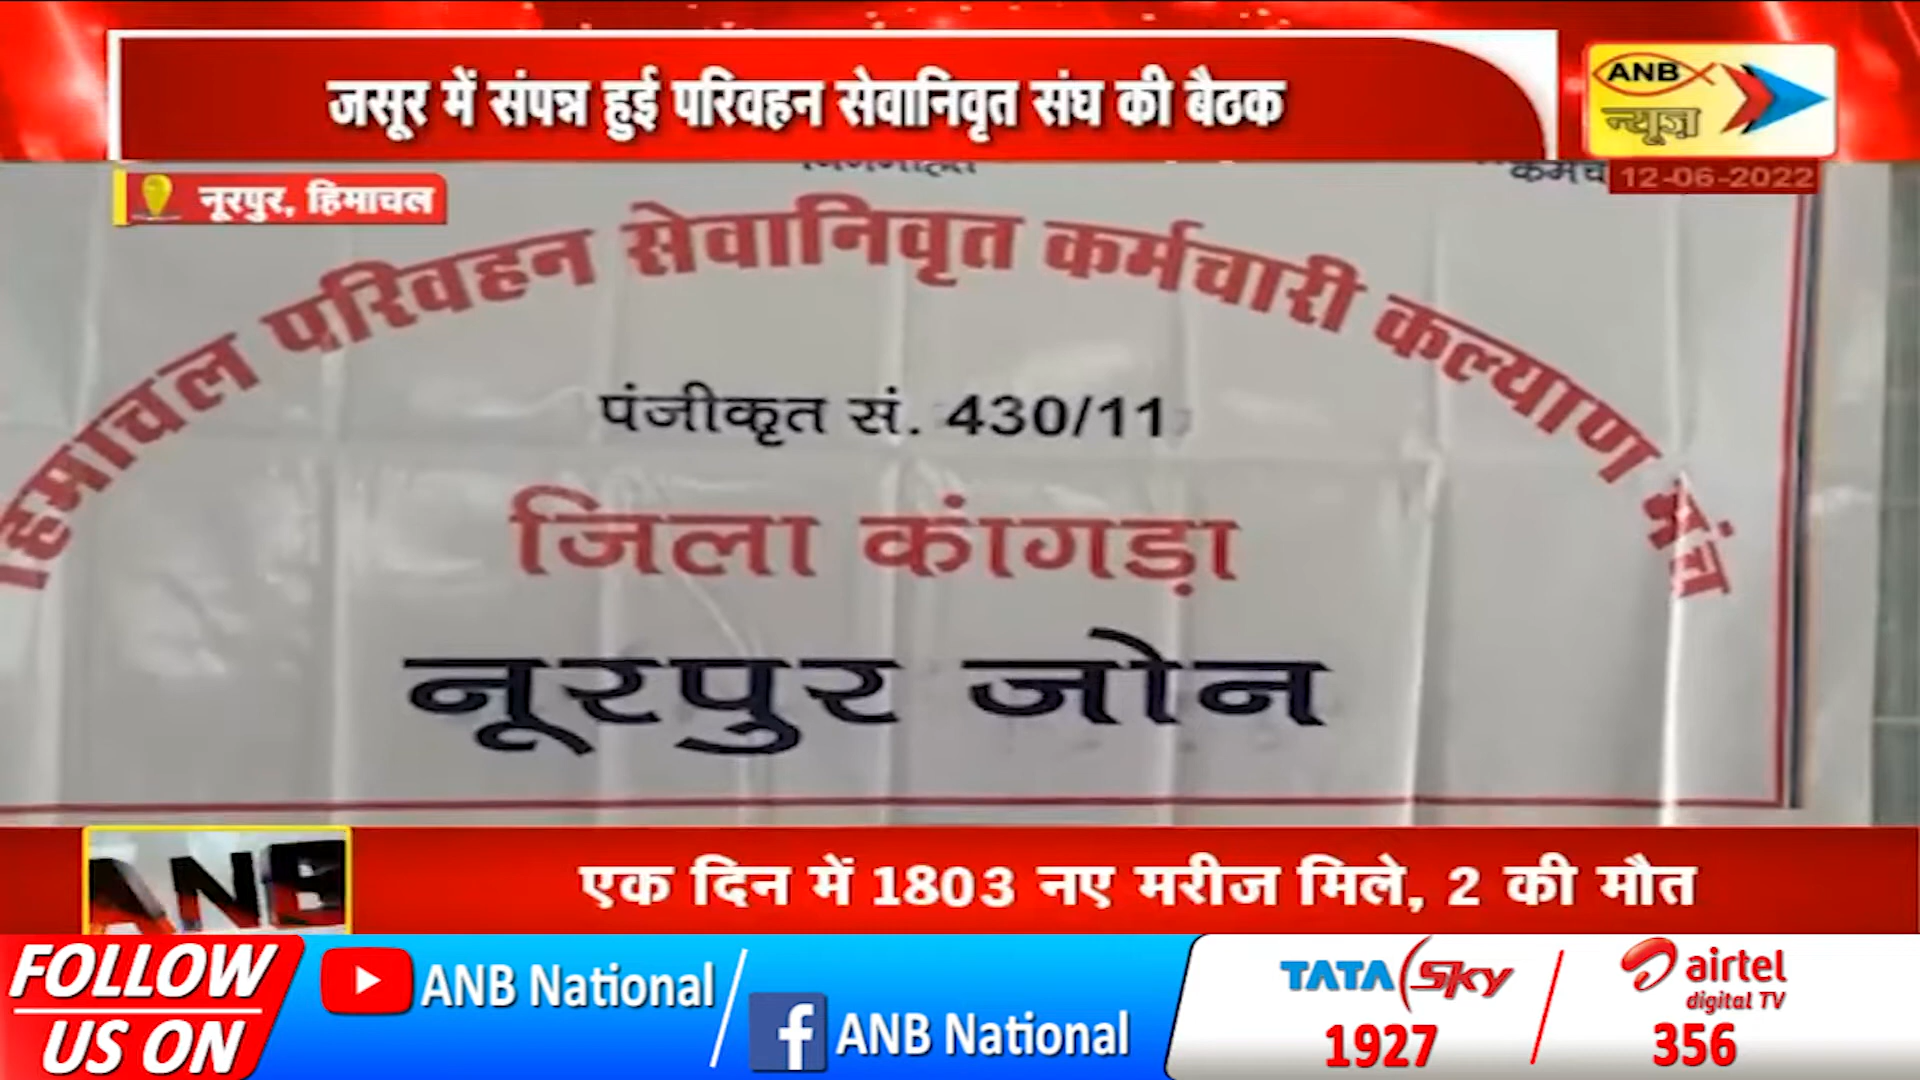 जसूर में संपन्न हुई परिवहन सेवानिवृत संघ की बैठक
ANB
न्यूज़
नूरपुर, हिमाचल
12-06-2022
हिमाचल परिवहन सेवानिवृत कर्मचारी कल्याण मंच
पंजीकृत सं. 430/11
जिला कांगड़ा
नूरपुर जोन
ANB
एक दिन में 1803 नए मरीज मिले, 2 की मौत
FOLLOW US ON
ANB National
ANB National
TATA Sky
1927
airtel
digital TV
356